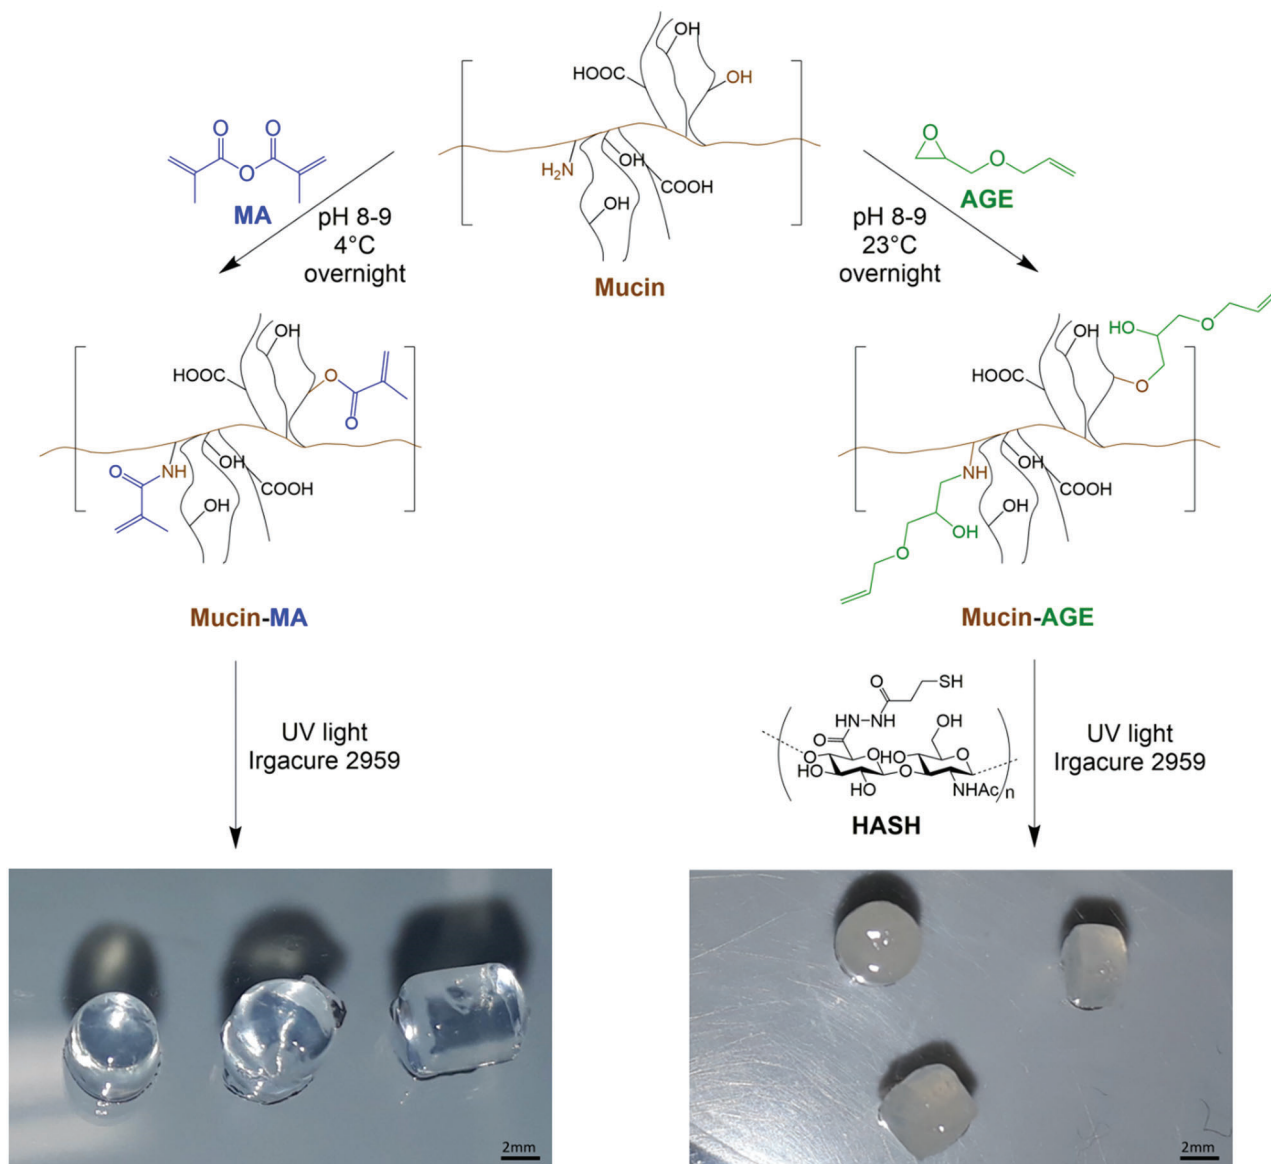 OH
HOOC
OH
H₂N
OH
COOH
OH
Mucin
O
O
O
MA
pH 8-9
4°C
overnight
O
O
AGE
pH 8-9
23°C
overnight
OH
HOOC
O
O
O
NH
OH
COOH
OH
Mucin-MA
HO
O
OH
HOOC
O
NH
OH
COOH
OH
OH
O
Mucin-AGE
UV light
Irgacure 2959
O
SH
HN-NH
O
OH
O
OH
HO
O
HO
O
O
HO
NHAc
n
HASH
UV light
Irgacure 2959
2mm
2mm